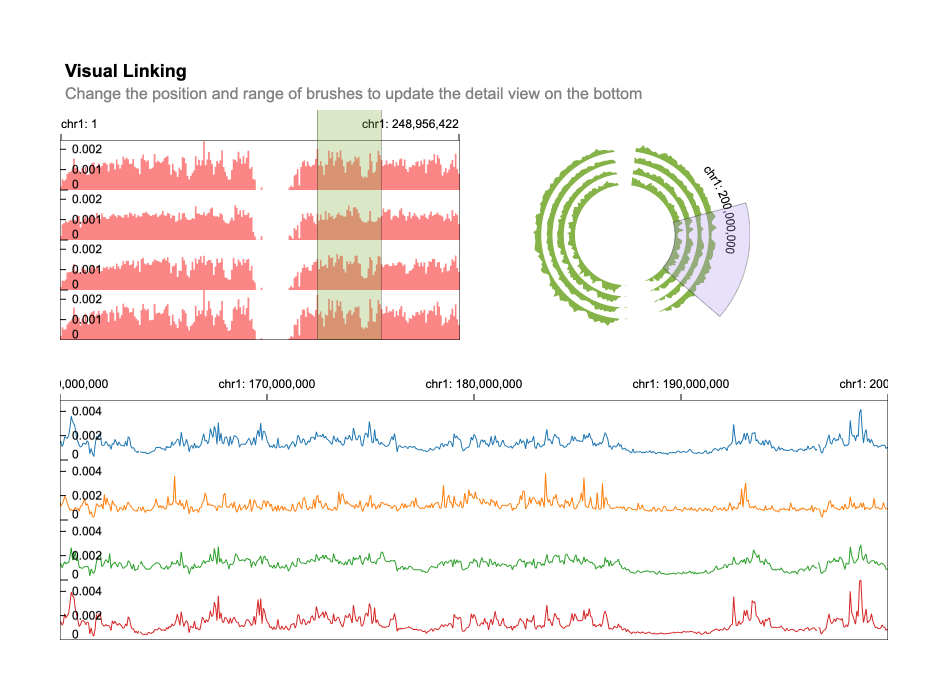 Visual Linking
Change the position and range of brushes to update the detail view on the bottom
chr1: 1
chr1: 248,956,422
0.002
0.001
0
0.002
0.001
0
0.002
0.001
0
0.002
0.001
0
chr1: 200,000,000
0,000,000
chr1: 170,000,000
chr1: 180,000,000
chr1: 190,000,000
chr1: 200
0.004
0.002
0
0.004
0.002
0
0.004
0.002
0
0.004
0.002
0